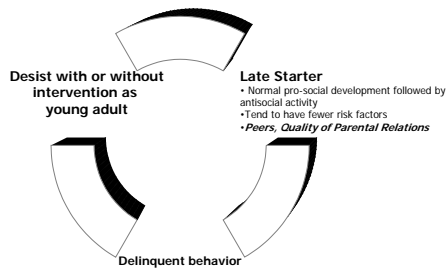 Desist with or without
intervention as
young adult
Late Starter
• Normal pro-social development followed by
antisocial activity
•Tend to have fewer risk factors
•Peers, Quality of Parental Relations
Delinquent behavior